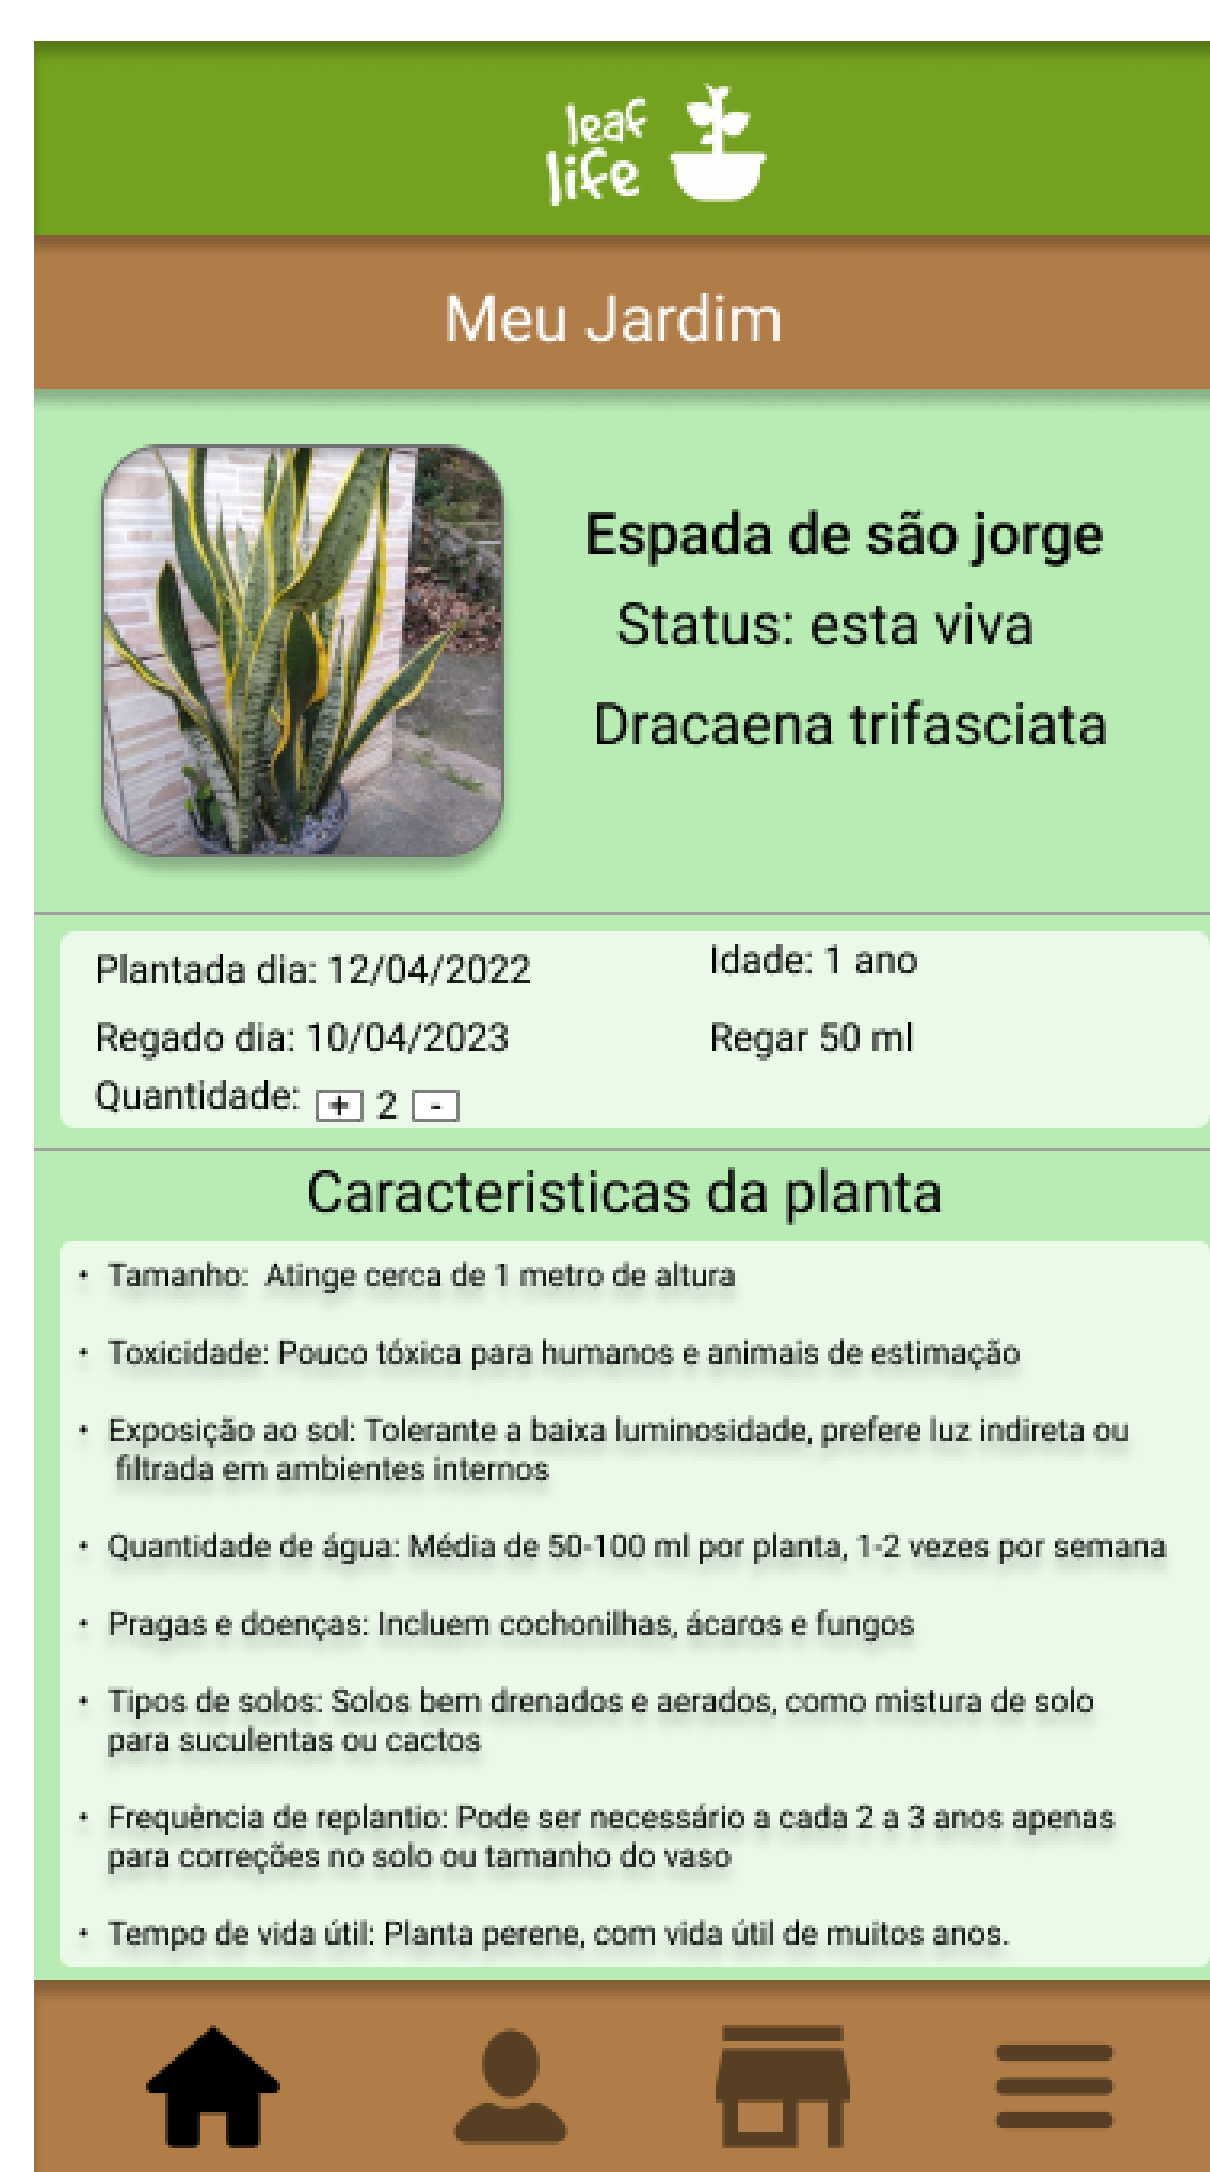 leaf
life
Meu Jardim
Espada de são jorge
Status: esta viva
Dracaena trifasciata
Plantada dia: 12/04/2022
Idade: 1 ano
Regado dia: 10/04/2023
Regar 50 ml
Quantidade: + 2 -
Caracteristicas da planta
• Tamanho: Atinge cerca de 1 metro de altura
• Toxicidade: Pouco tóxica para humanos e animais de estimação
• Exposição ao sol: Tolerante a baixa luminosidade, prefere luz indireta ou
filtrada em ambientes internos
• Quantidade de água: Média de 50-100 ml por planta, 1-2 vezes por semana
• Pragas e doenças: Incluem cochonilhas, ácaros e fungos
• Tipos de solos: Solos bem drenados e aerados, como mistura de solo
para suculentas ou cactos
• Frequência de replantio: Pode ser necessário a cada 2 a 3 anos apenas
para correções no solo ou tamanho do vaso
• Tempo de vida útil: Planta perene, com vida útil de muitos anos.